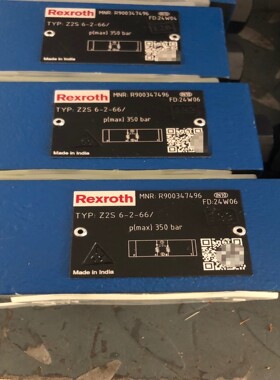 Rexroth MNR: R900347496
FD:24W06
TYP: Z2S 6-2-66/
p(max) 350 bar
Made in India
Rexroth MNR: R900347496
FD:24W06
TYP: Z2S 6-2-66/
p(max) 350 bar
Made in India
Rexroth MNR: R900347496
FD:24W06
TYP: Z2S 6-2-66/
p(max) 350 bar
Made in India